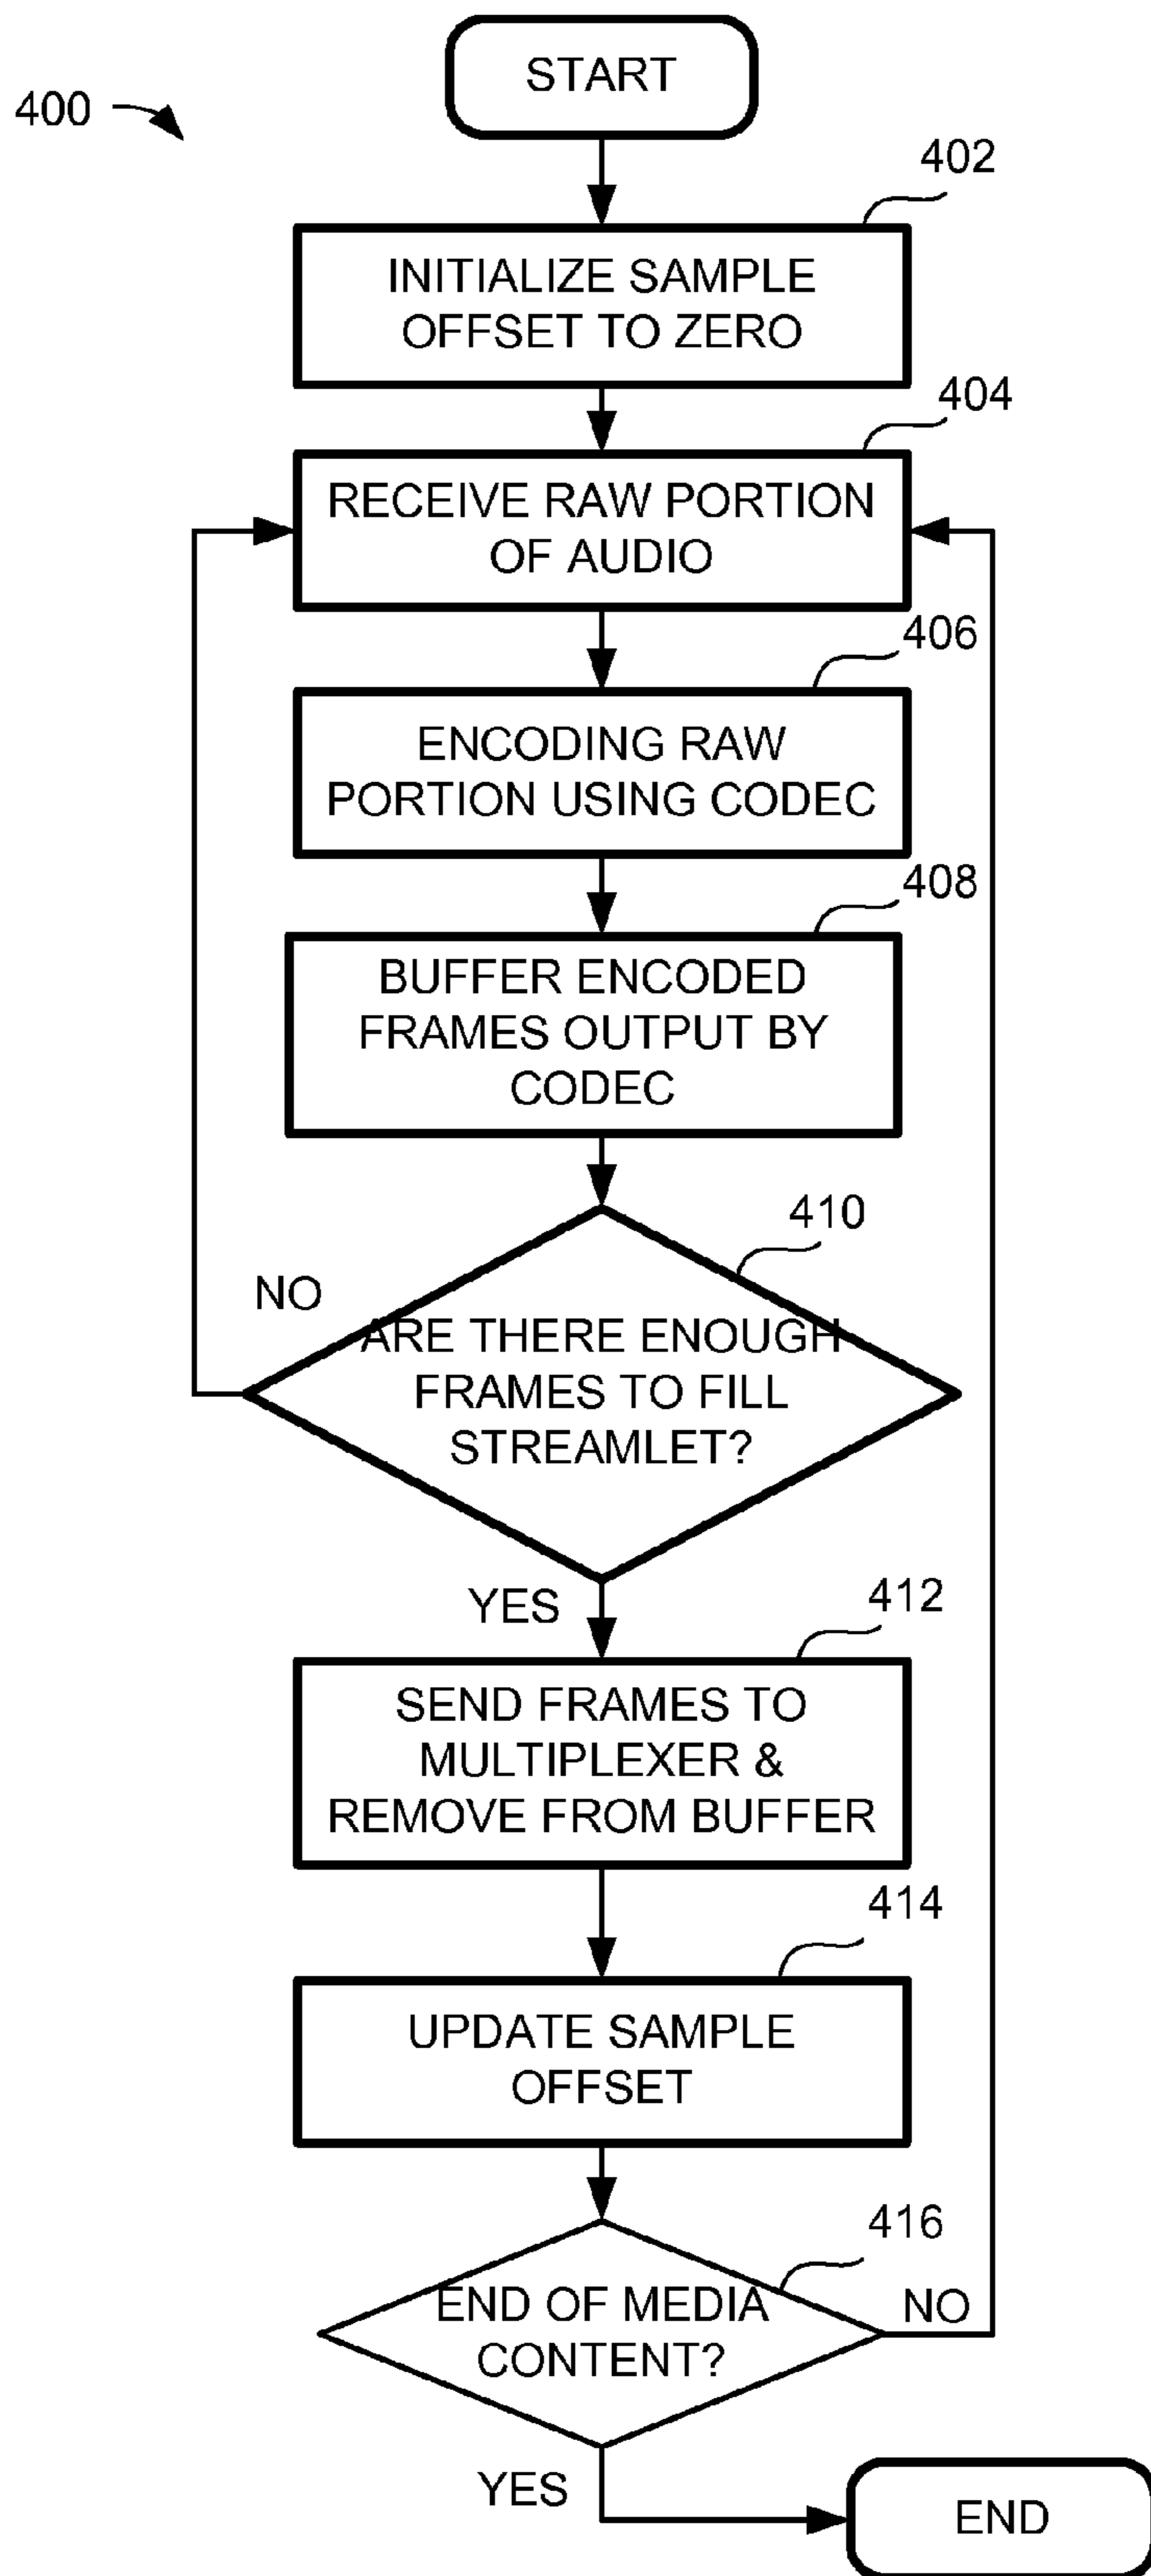 START
400
402
INITIALIZE SAMPLE
OFFSET TO ZERO
404
RECEIVE RAW PORTION
OF AUDIO
406
ENCODING RAW
PORTION USING CODEC
408
BUFFER ENCODED
FRAMES OUTPUT BY
CODEC
410
NO
ARE THERE ENOUGH
FRAMES TO FILL
STREAMLET?
YES
412
SEND FRAMES TO
MULTIPLEXER &
REMOVE FROM BUFFER
414
UPDATE SAMPLE
OFFSET
416
END OF MEDIA
CONTENT?
NO
YES
END